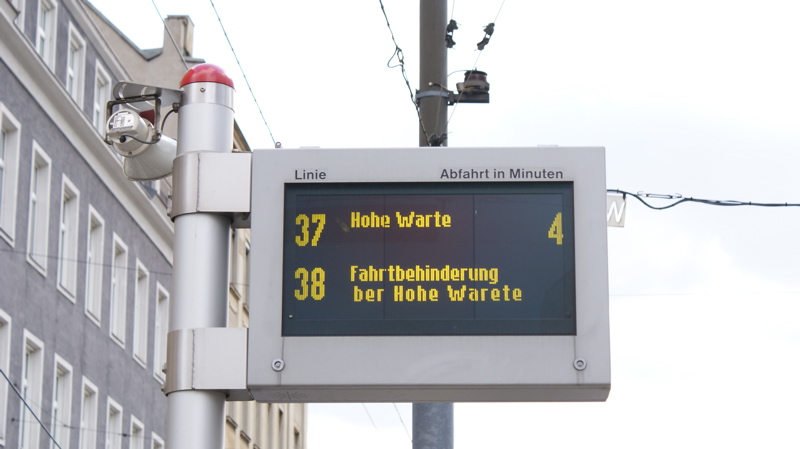 Linie Abfahrt in Minuten
37 Hohe Warte 4
38 Fahrtbehinderung
ber Hohe Warete